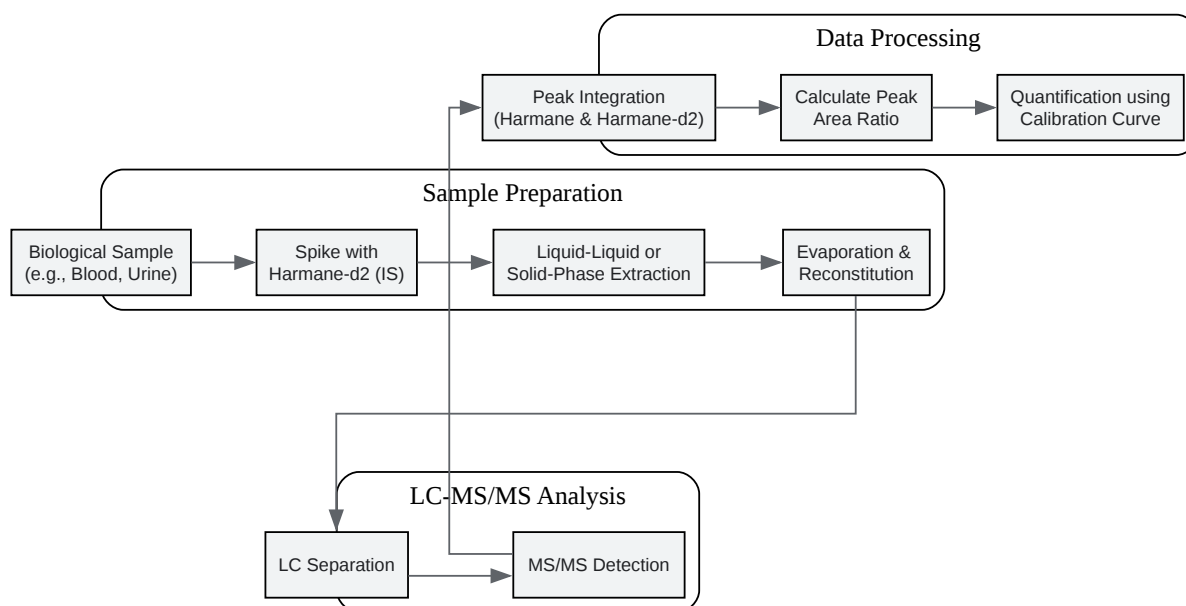 Data Processing
Peak Integration
(Harmane & Harmane-d2)
Calculate Peak
Area Ratio
Quantification using
Calibration Curve
Sample Preparation
Biological Sample
(e.g., Blood, Urine)
Spike with
Harmane-d2 (IS)
Liquid-Liquid or
Solid-Phase Extraction
Evaporation &
Reconstitution
LC-MS/MS Analysis
LC Separation
MS/MS Detection